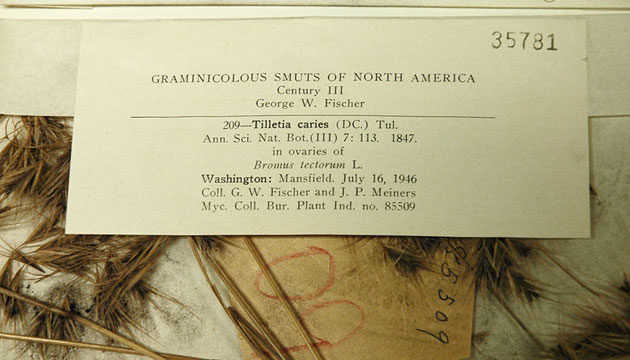 35781
GRAMINICOLOUS SMUTS OF NORTH AMERICA
Century III
George W. Fischer
209—Tilletia caries (DC.) Tul.
Ann. Sci. Nat. Bot.(III) 7: 113. 1847.
in ovaries of
Bromus tectorum L.
Washington: Mansfield. July 16, 1946
Coll. G. W. Fischer and J. P. Meiners
Myc. Coll. Bur. Plant Ind. no. 85509
85509